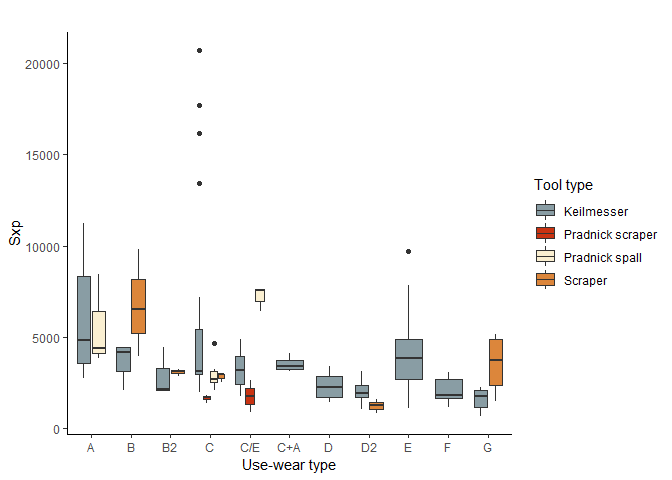 20000
15000
10000
5000
0
Sxp
A B B2 C C/E C+A D D2 E F G
Use-wear type
Tool type
Keilmesser
Pradnick scraper
Pradnick spall
Scraper